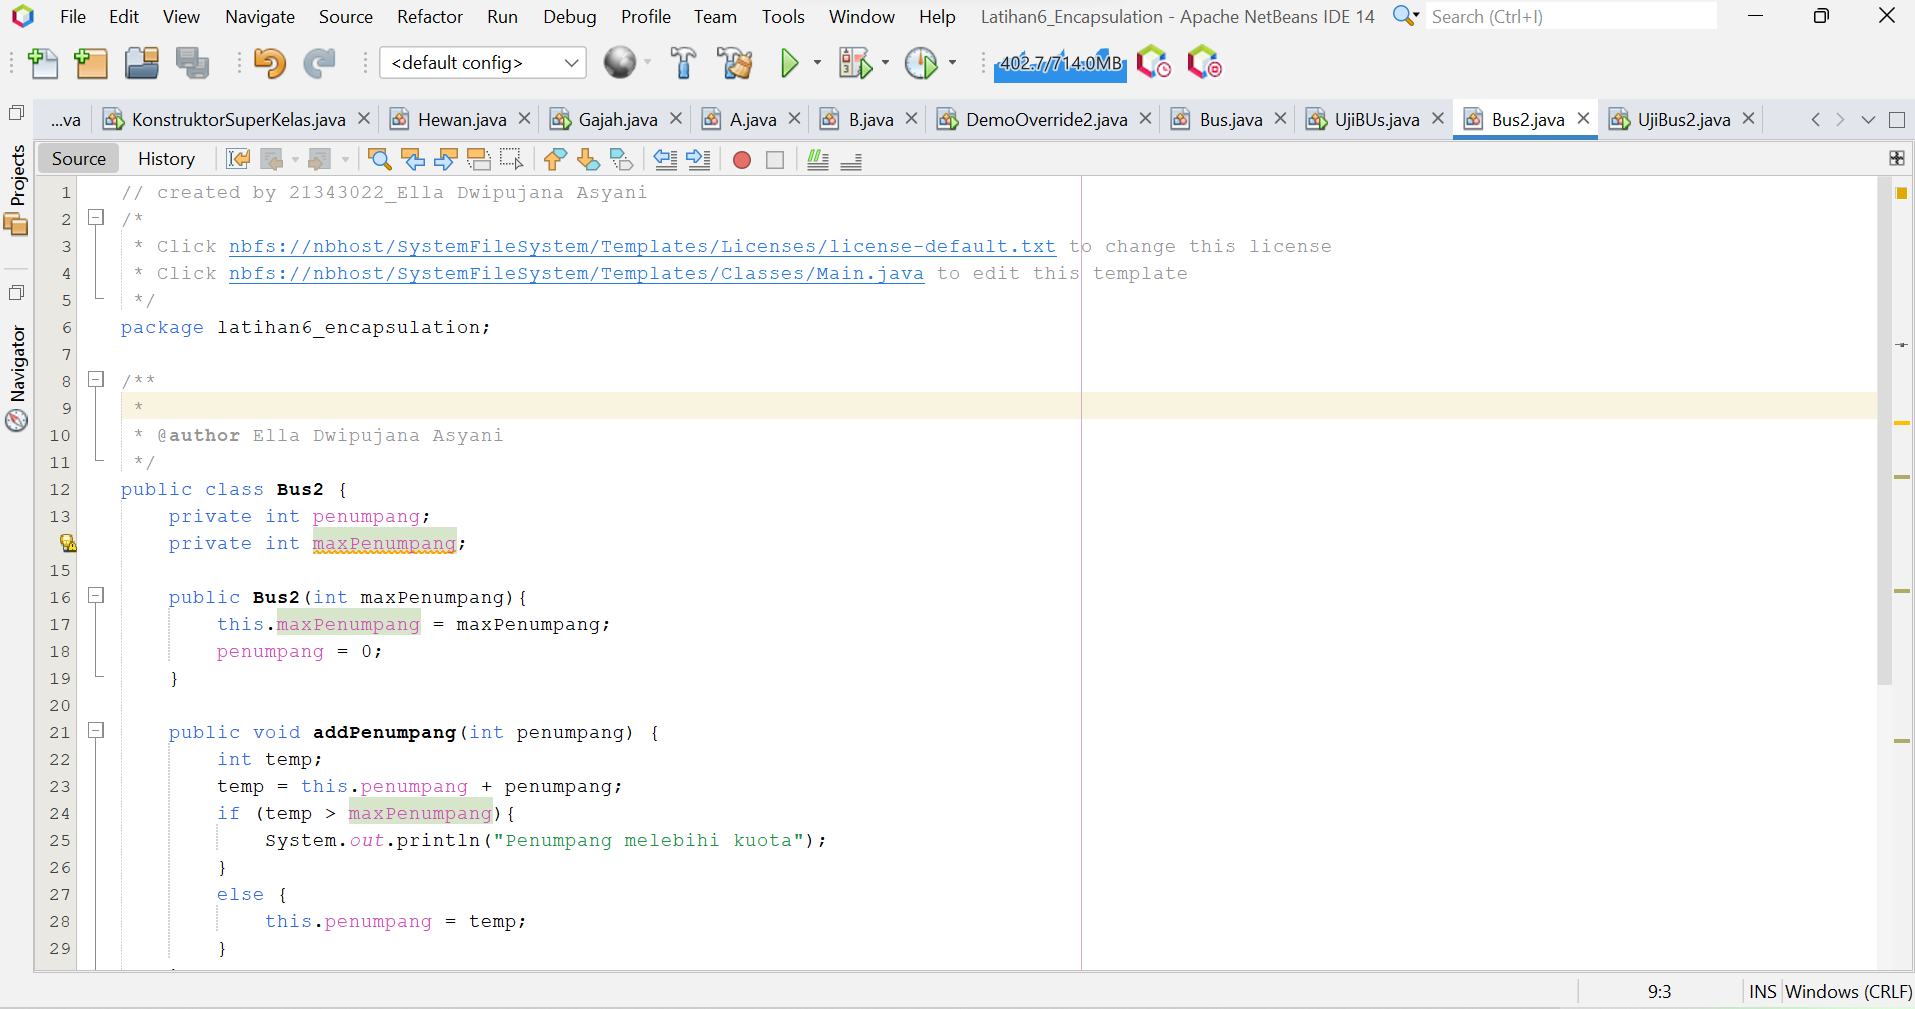 File Edit View Navigate Source Refactor Run Debug Profile Team Tools Window Help Latihan6_Encapsulation - Apache NetBeans IDE 14 Search (Ctrl+I)
<default config> 402.7/714.0MB
...va KonstruktorSuperKelas.java Hewan.java Gajah.java A.java B.java DemoOverride2.java Bus.java UjiBUs.java Bus2.java UjiBus2.java
Source History
Projects
Navigator
1 // created by 21343022_Ella Dwipujana Asyani
2 /*
3 * Click nbfs://nbhost/SystemFileSystem/Templates/Licenses/license-default.txt to change this license
4 * Click nbfs://nbhost/SystemFileSystem/Templates/Classes/Main.java to edit this template
5 */
6 package latihan6_encapsulation;
7
8 /**
9 *
10 * @author Ella Dwipujana Asyani
11 */
12 public class Bus2 {
13 private int penumpang;
private int maxPenumpang;
15
16 public Bus2(int maxPenumpang){
17 this.maxPenumpang = maxPenumpang;
18 penumpang = 0;
19 }
20
21 public void addPenumpang(int penumpang) {
22 int temp;
23 temp = this.penumpang + penumpang;
24 if (temp > maxPenumpang){
25 System.out.println("Penumpang melebihi kuota");
26 }
27 else {
28 this.penumpang = temp;
29 }
9:3 INS Windows (CRLF)